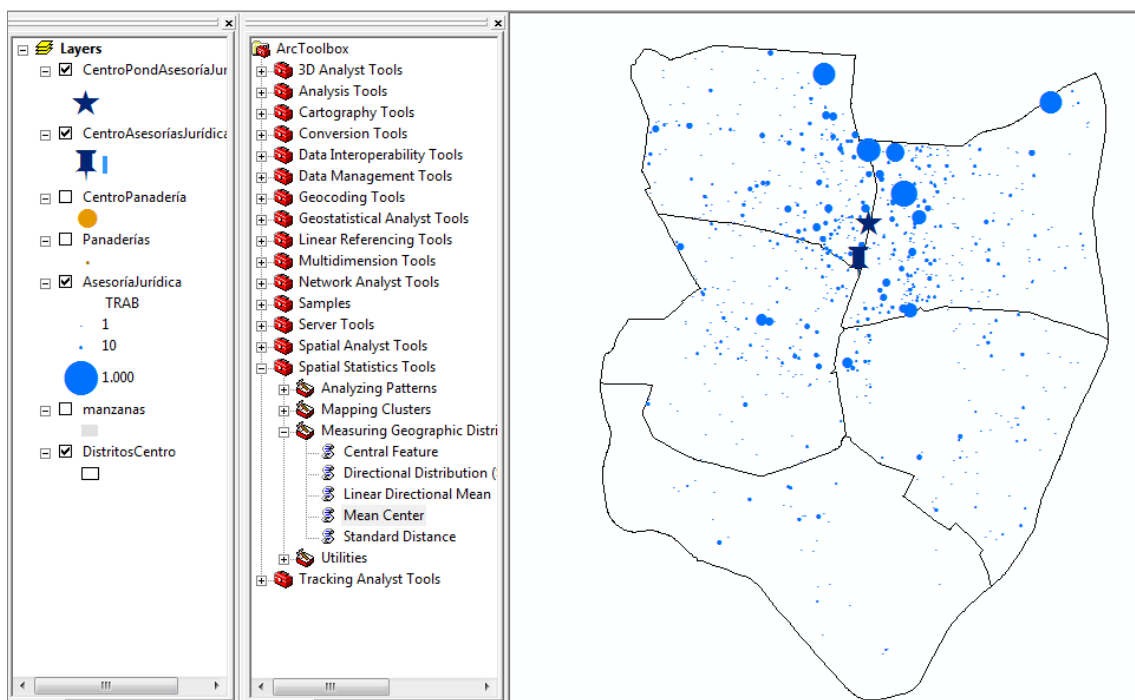 Layers
CentroPondAsesoríaJur
CentroAsesoríasJurídica
CentroPanadería
Panaderías
AsesoríaJurídica
TRAB
1
10
1.000
manzanas
DistritosCentro
ArcToolbox
3D Analyst Tools
Analysis Tools
Cartography Tools
Conversion Tools
Data Interoperability Tools
Data Management Tools
Geocoding Tools
Geostatistical Analyst Tools
Linear Referencing Tools
Multidimension Tools
Network Analyst Tools
Samples
Server Tools
Spatial Analyst Tools
Spatial Statistics Tools
Analyzing Patterns
Mapping Clusters
Measuring Geographic Distri
Central Feature
Directional Distribution (
Linear Directional Mean
Mean Center
Standard Distance
Utilities
Tracking Analyst Tools